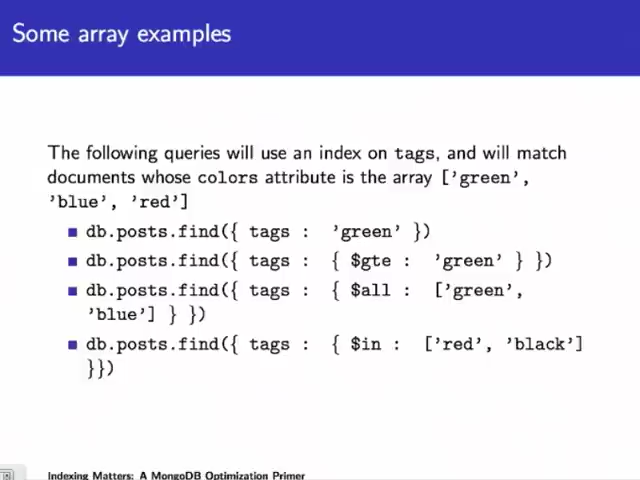 Some array examples
The following queries will use an index on tags, and will match
documents whose colors attribute is the array ['green',
'blue', 'red']
db.posts.find({ tags : 'green' })
db.posts.find({ tags : { $gte : 'green' } })
db.posts.find({ tags : { $all : ['green',
'blue'] } })
db.posts.find({ tags : { $in : ['red', 'black']
}})
Indexing Matters: A MongoDB Optimization Primer